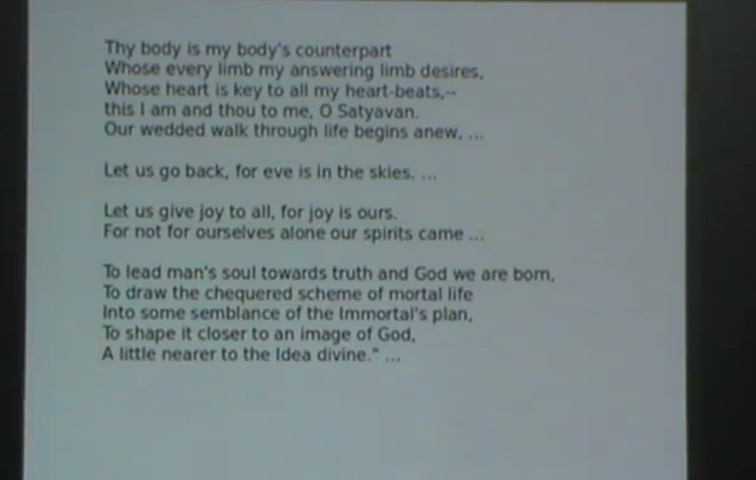 Thy body is my body's counterpart
Whose every limb my answering limb desires,
Whose heart is key to all my heart-beats,--
this I am and thou to me, O Satyavan.
Our wedded walk through life begins anew, ...
Let us go back, for eve is in the skies. ...
Let us give joy to all, for joy is ours.
For not for ourselves alone our spirits came ...
To lead man's soul towards truth and God we are born,
To draw the chequered scheme of mortal life
Into some semblance of the Immortal's plan,
To shape it closer to an image of God,
A little nearer to the Idea divine." ...